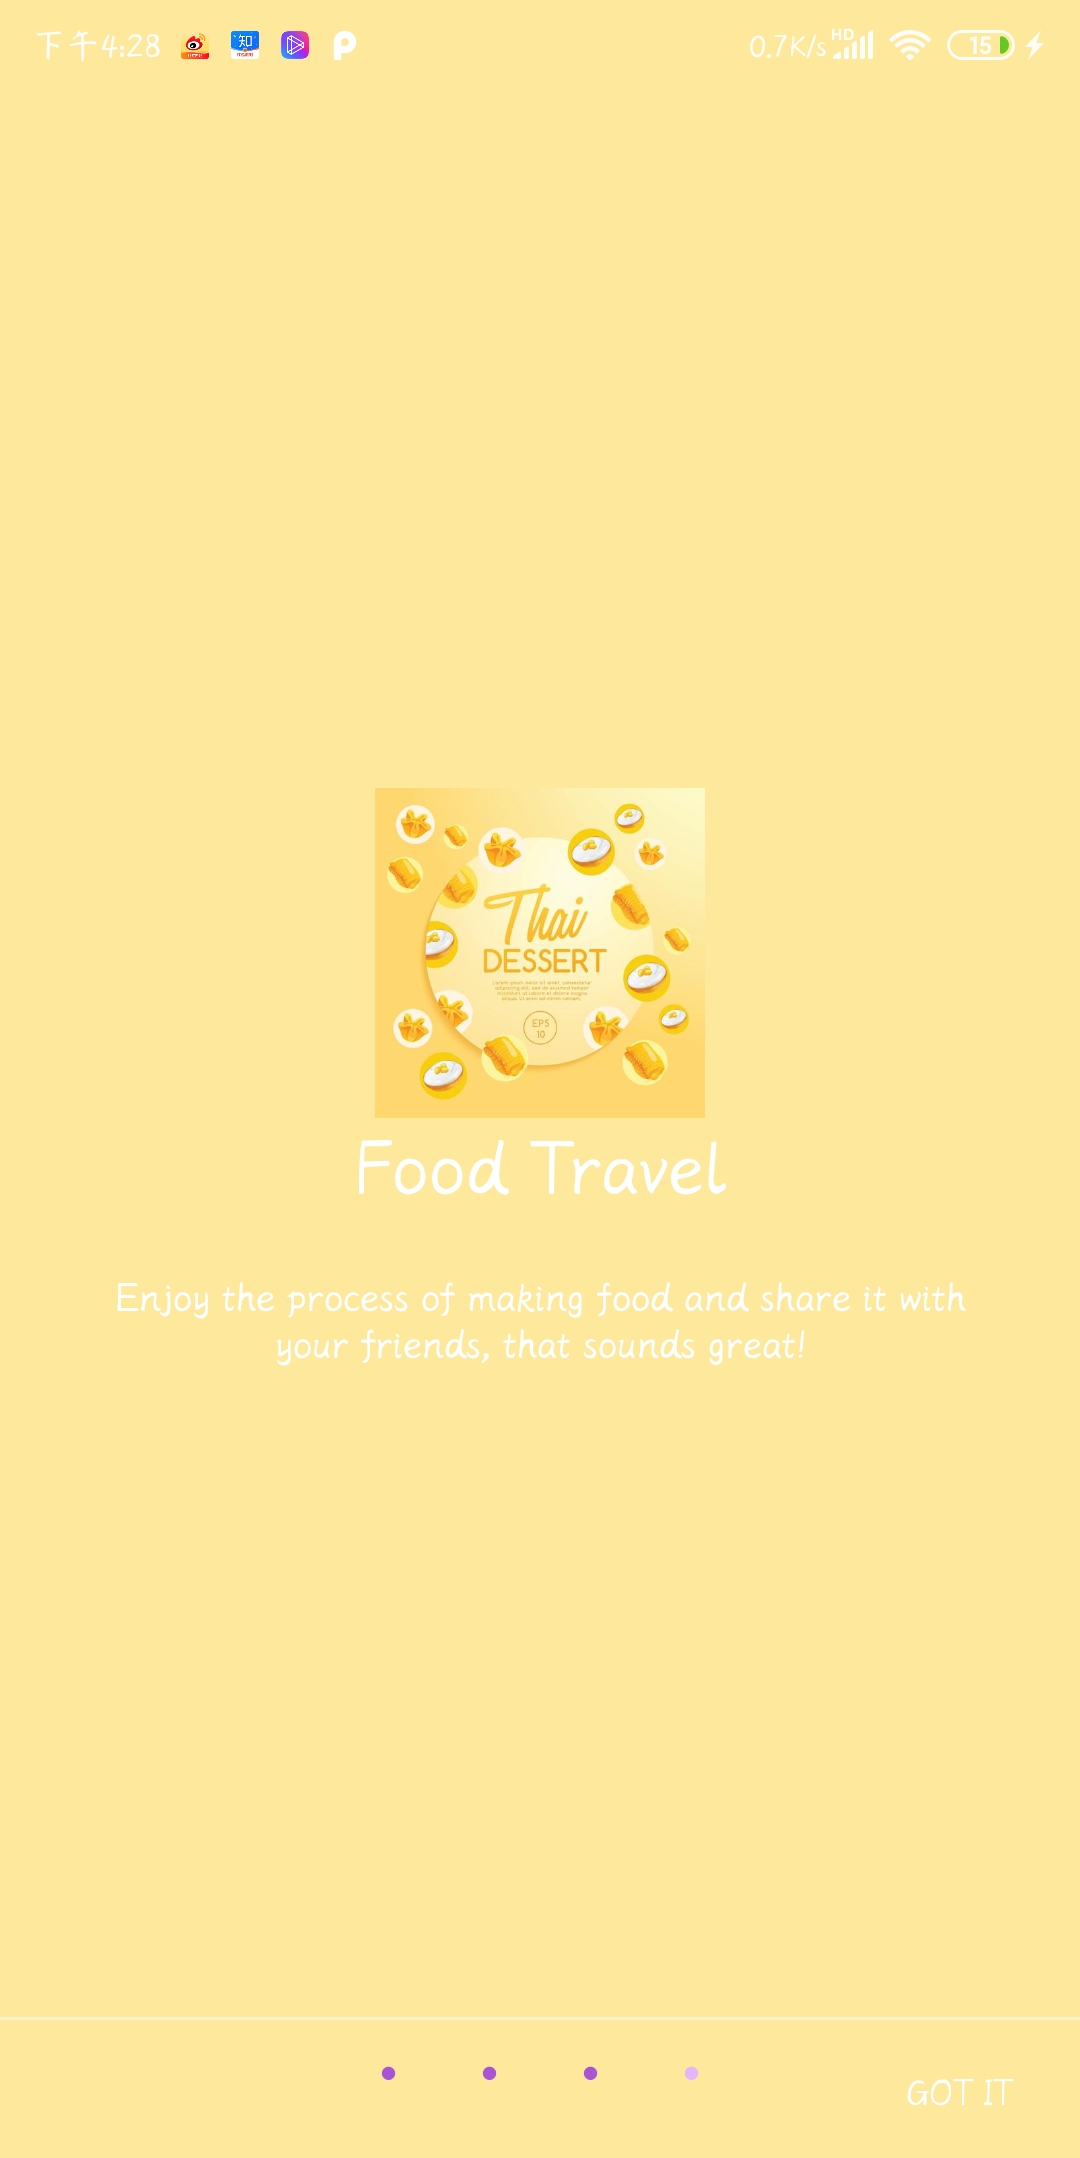 下午4:28
知
0.7K/s HD 15
Thai
DESSERT
EPS
10
Food Travel
Enjoy the process of making food and share it with
your friends, that sounds great!
GOT IT